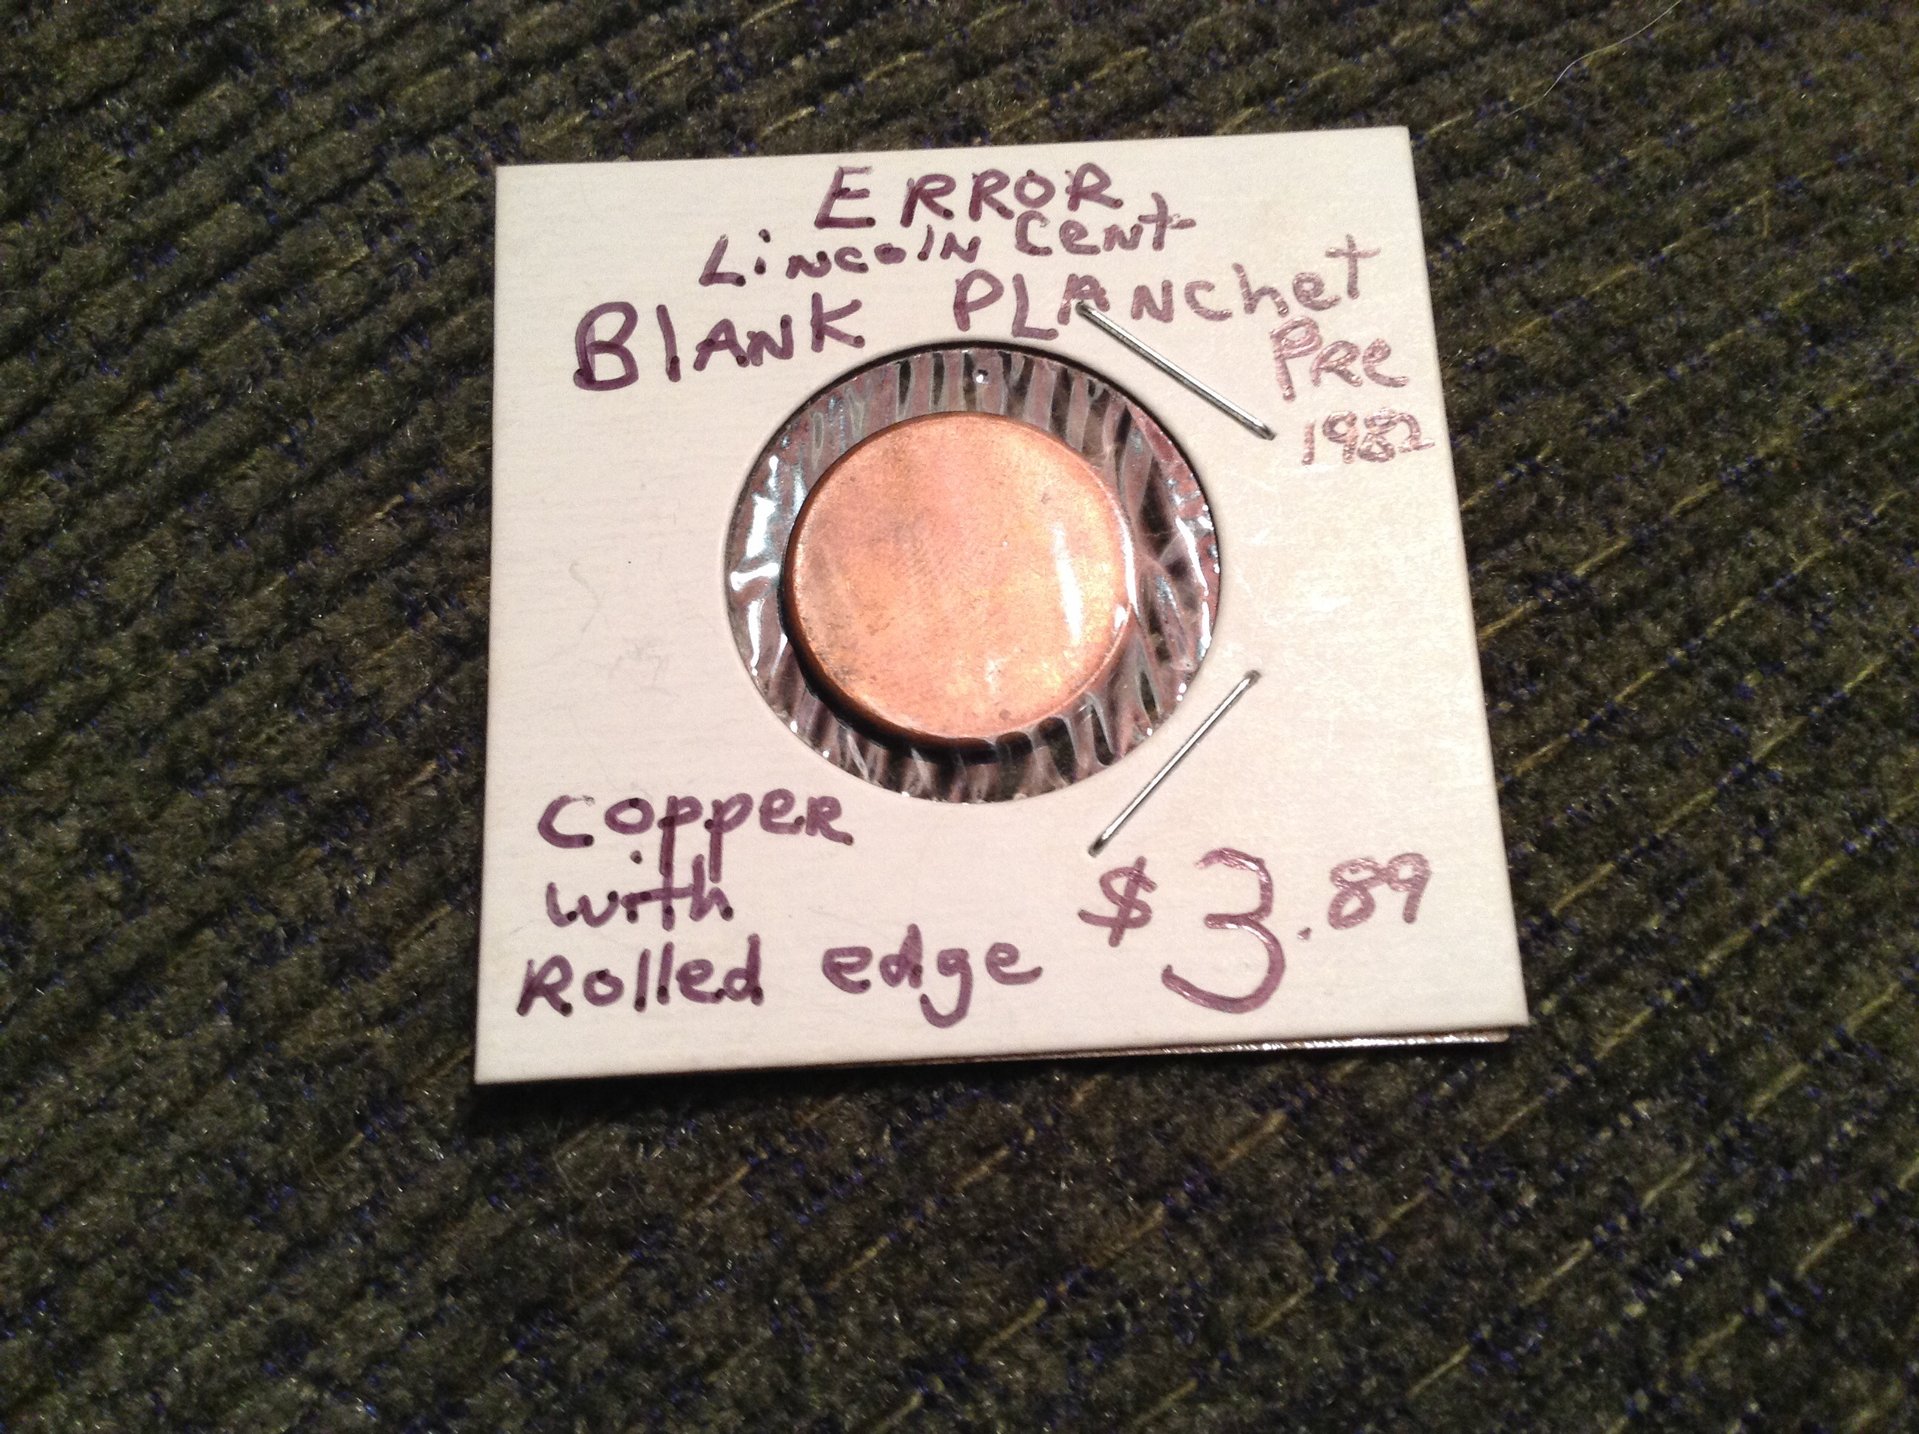 ERROR
Lincoln Cent
Blank Planchet
Pre
1982
Copper
with
Rolled edge
$3.89